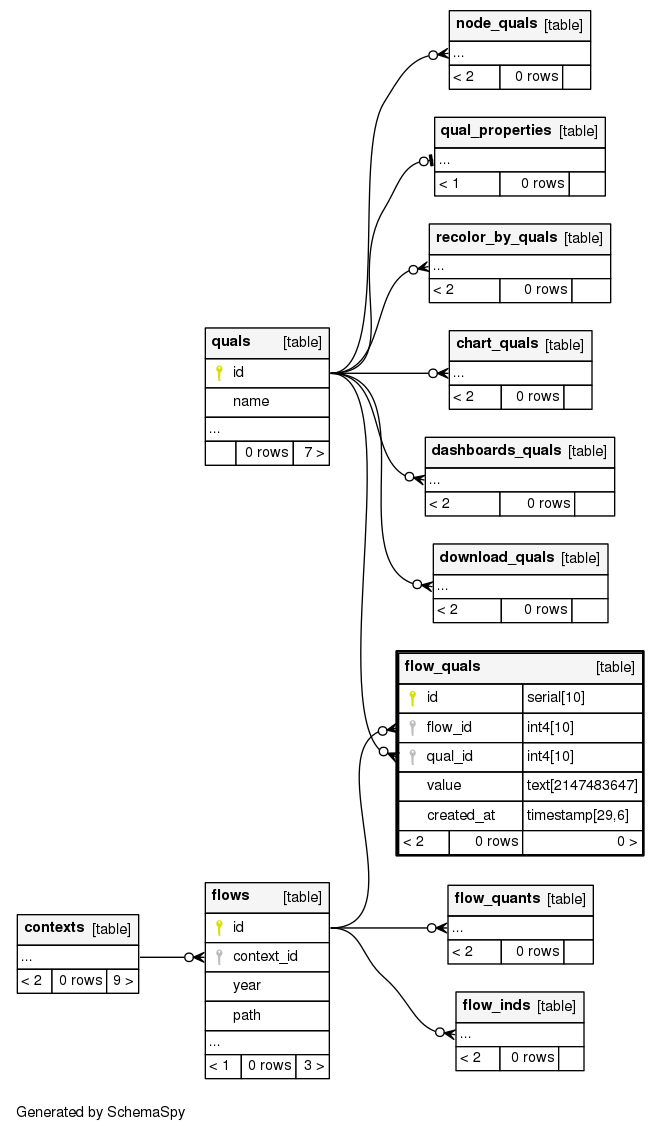 node_quals [table]
...
< 2 0 rows
qual_properties [table]
...
< 1 0 rows
recolor_by_quals [table]
...
< 2 0 rows
quals [table]
id
name
...
0 rows 7 >
chart_quals [table]
...
< 2 0 rows
dashboards_quals [table]
...
< 2 0 rows
download_quals [table]
...
< 2 0 rows
flow_quals [table]
id serial[10]
flow_id int4[10]
qual_id int4[10]
value text[2147483647]
created_at timestamp[29,6]
< 2 0 rows 0 >
contexts [table]
...
< 2 0 rows 9 >
flows [table]
id
context_id
year
path
...
< 1 0 rows 3 >
flow_quants [table]
...
< 2 0 rows
flow_inds [table]
...
< 2 0 rows
Generated by SchemaSpy